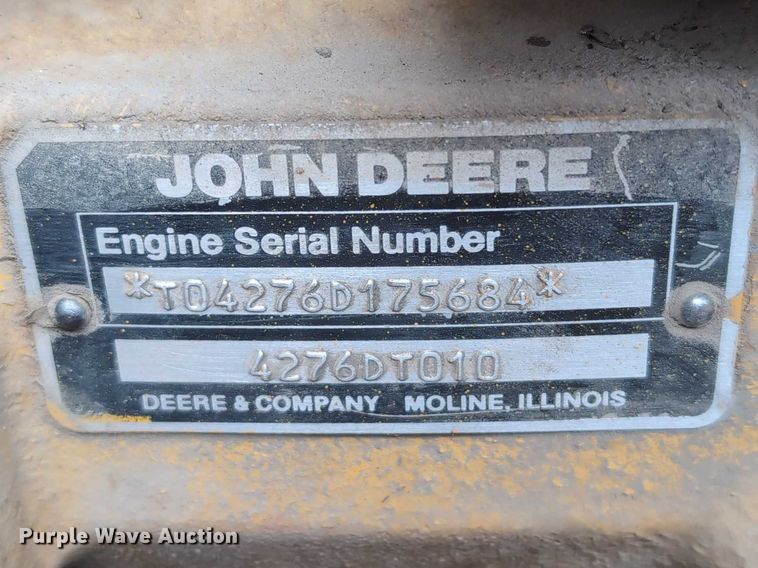 JOHN DEERE
Engine Serial Number
*T04276D175684*
4276DT010
DEERE & COMPANY MOLINE, ILLINOIS
Purple Wave Auction